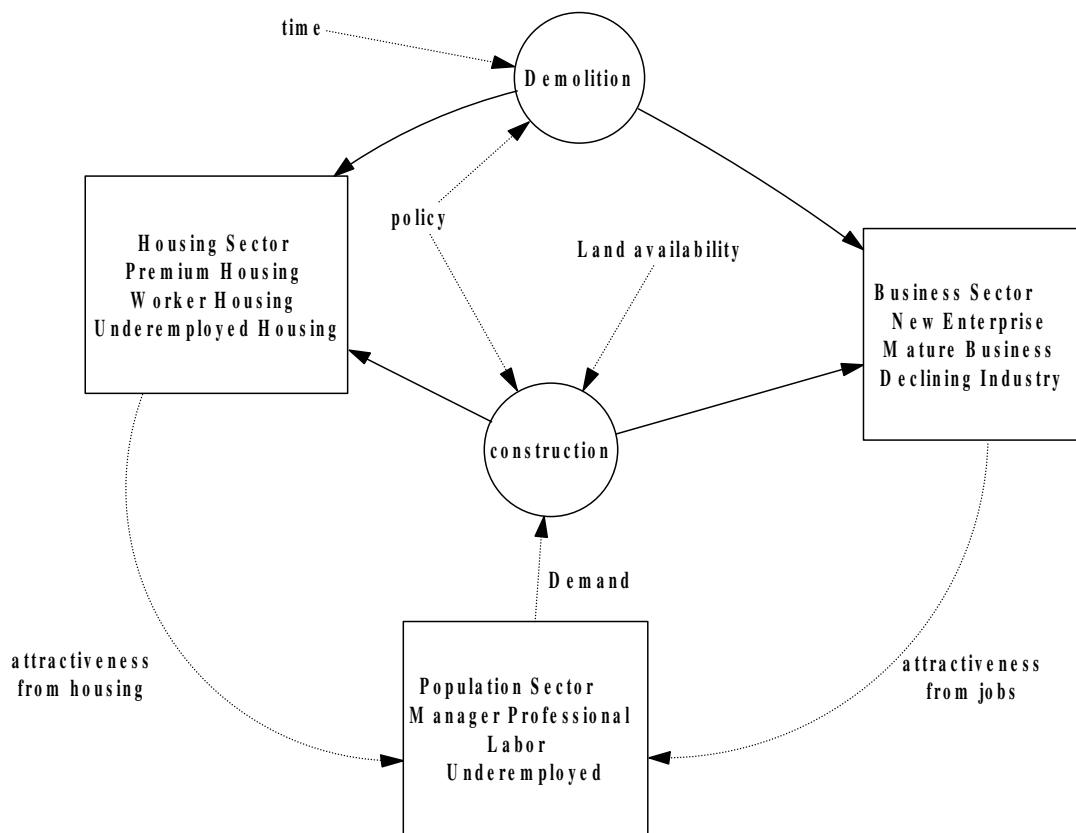 time
Demolition
policy
Land availability
Housing Sector
Premium Housing
Worker Housing
Underemployed Housing
Business Sector
New Enterprise
Mature Business
Declining Industry
construction
Demand
attractiveness
from housing
attractiveness
from jobs
Population Sector
Manager Professional
Labor
Underemployed